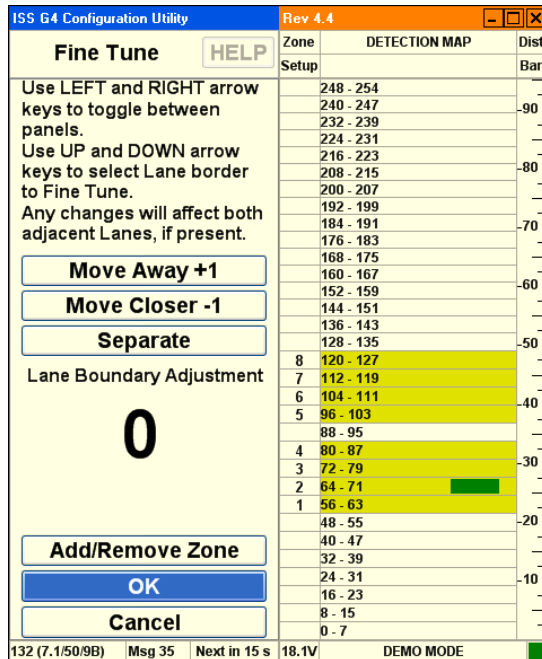 ISS G4 Configuration Utility
Rev 4.4
Fine Tune
HELP
Zone
Setup
DETECTION MAP
Dist
Bar
Use LEFT and RIGHT arrow
keys to toggle between
panels.
Use UP and DOWN arrow
keys to select Lane border
to Fine Tune.
Any changes will affect both
adjacent Lanes, if present.
Move Away +1
Move Closer -1
Separate
Lane Boundary Adjustment
0
Add/Remove Zone
OK
Cancel
248 - 254
240 - 247
232 - 239
224 - 231
216 - 223
208 - 215
200 - 207
192 - 199
184 - 191
176 - 183
168 - 175
160 - 167
152 - 159
144 - 151
136 - 143
128 - 135
8 120 - 127
7 112 - 119
6 104 - 111
5 96 - 103
88 - 95
4 80 - 87
3 72 - 79
2 64 - 71
1 56 - 63
48 - 55
40 - 47
32 - 39
24 - 31
16 - 23
8 - 15
0 - 7
-90
-80
-70
-60
-50
-40
-30
-20
-10
132 (7.1/50/9B) Msg 35 Next in 15 s 18.1V DEMO MODE